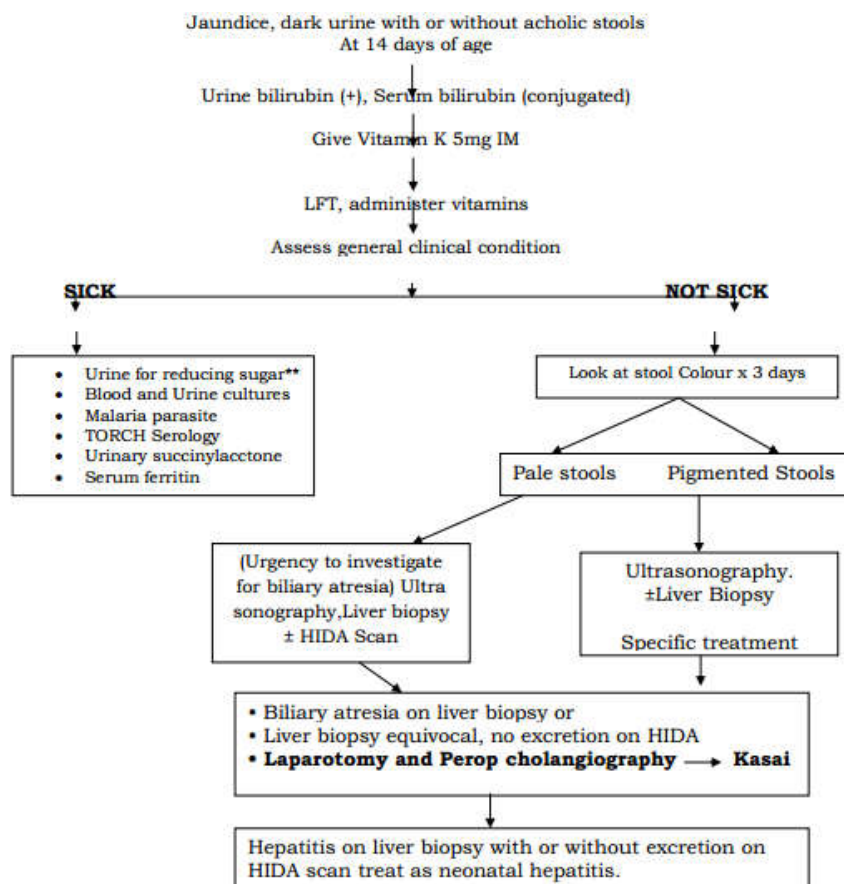 Jaundice, dark urine with or without acholic stools
At 14 days of age
Urine bilirubin (+), Serum bilirubin (conjugated)
Give Vitamin K 5mg IM
LFT, administer vitamins
Assess general clinical condition
SICK
NOT SICK
• Urine for reducing sugar**
• Blood and Urine cultures
• Malaria parasite
• TORCH Serology
• Urinary succinylacctone
• Serum ferritin
Look at stool Colour x 3 days
Pale stools Pigmented Stools
(Urgency to investigate
for biliary atresia) Ultra
sonography,Liver biopsy
± HIDA Scan
Ultrasonography.
±Liver Biopsy
Specific treatment
• Biliary atresia on liver biopsy or
• Liver biopsy equivocal, no excretion on HIDA
• Laparotomy and Perop cholangiography → Kasai
Hepatitis on liver biopsy with or without excretion on
HIDA scan treat as neonatal hepatitis.